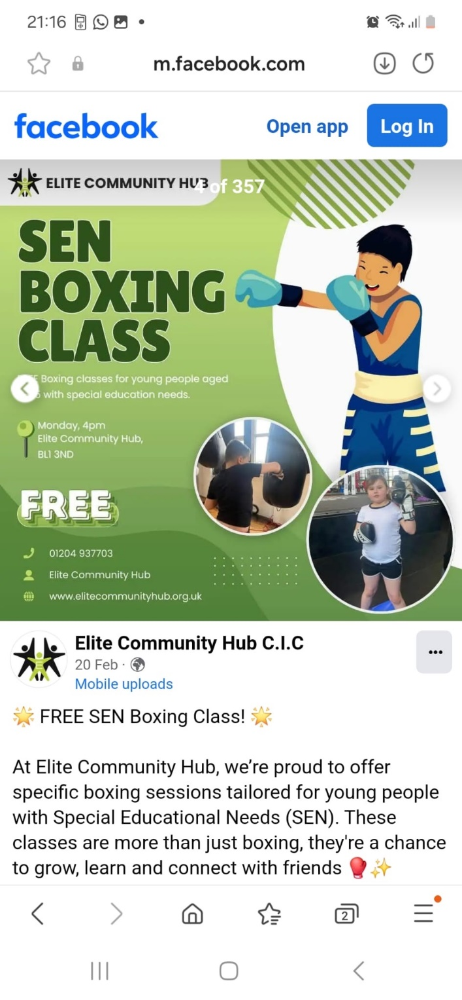 21:16
m.facebook.com
facebook
Open app
Log In
ELITE COMMUNITY HUB
4 of 357
SEN
BOXING
CLASS
Boxing classes for young people aged
with special education needs.
Monday, 4pm
Elite Community Hub,
BL1 3ND
FREE
01204 937703
Elite Community Hub
www.elitecommunityhub.org.uk
Elite Community Hub C.I.C
20 Feb ·
Mobile uploads
🌟 FREE SEN Boxing Class! 🌟
At Elite Community Hub, we’re proud to offer
specific boxing sessions tailored for young people
with Special Educational Needs (SEN). These
classes are more than just boxing, they're a chance
to grow, learn and connect with friends 🥊✨
2